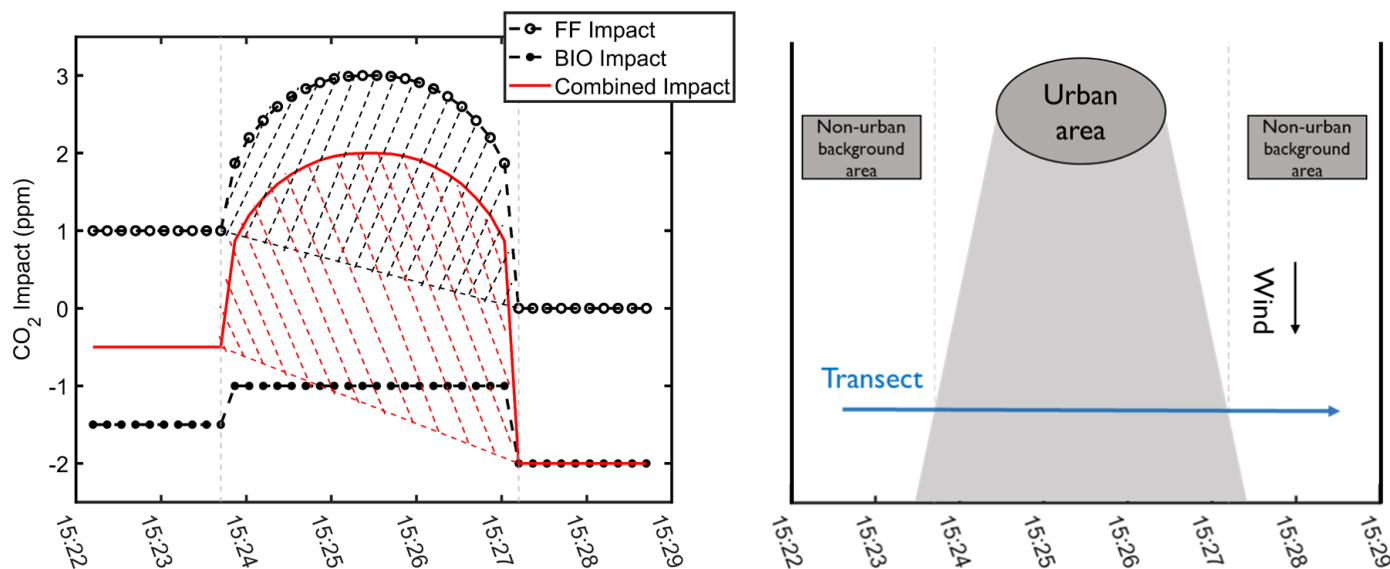 FF Impact
BIO Impact
Combined Impact
CO2 Impact (ppm)
3
2
1
0
-1
-2
15:22
15:23
15:24
15:25
15:26
15:27
15:28
15:29
Urban
area
Non-urban
background
area
Non-urban
background
area
Wind
Transect
15:22
15:23
15:24
15:25
15:26
15:27
15:28
15:29